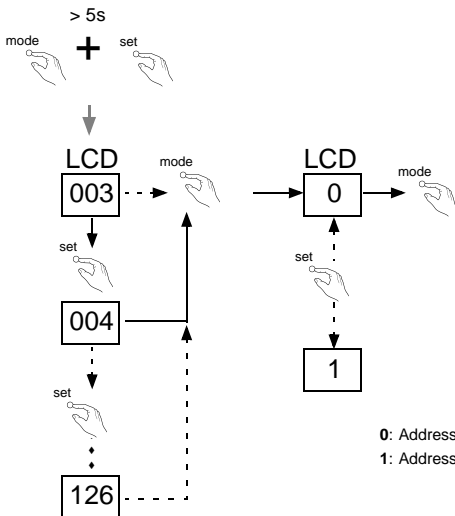 > 5s
mode + set
LCD
003
mode
LCD
0
mode
set
004
set
1
set
126
0: Address
1: Address